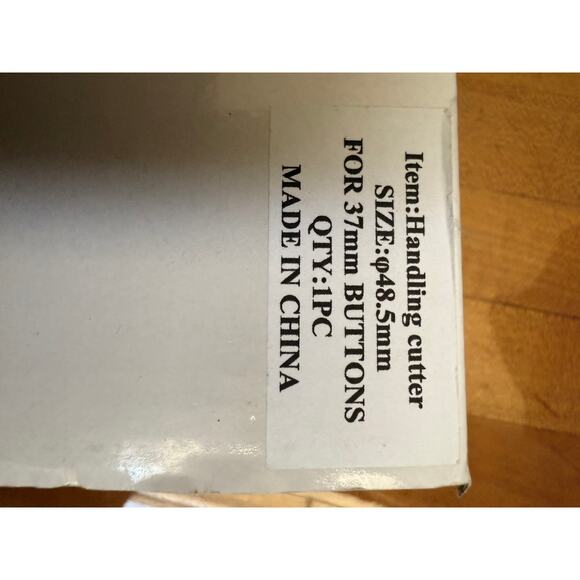 Item:Handling cutter
SIZE:φ48.5mm
FOR 37mm BUTTONS
QTY:1PC
MADE IN CHINA